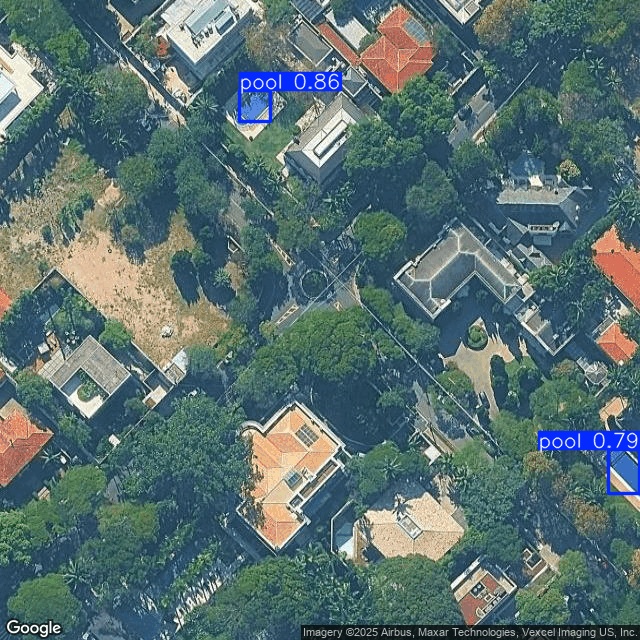 pool 0.86
pool 0.79
Google
Imagery ©2025 Airbus, Maxar Technologies, Vexcel Imaging US, Inc.